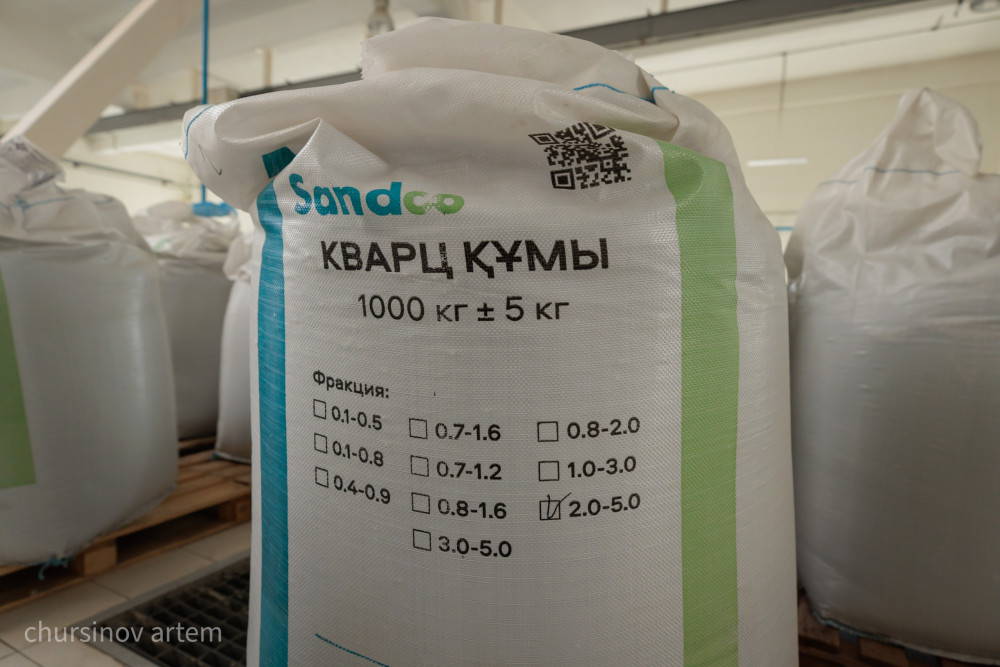 Sandco
КВАРЦ ҚҰМЫ
1000 кг ± 5 кг
Фракция:
0.1-0.5
0.1-0.8
0.4-0.9
0.7-1.6
0.7-1.2
0.8-1.6
3.0-5.0
0.8-2.0
1.0-3.0
2.0-5.0
chursinov artem